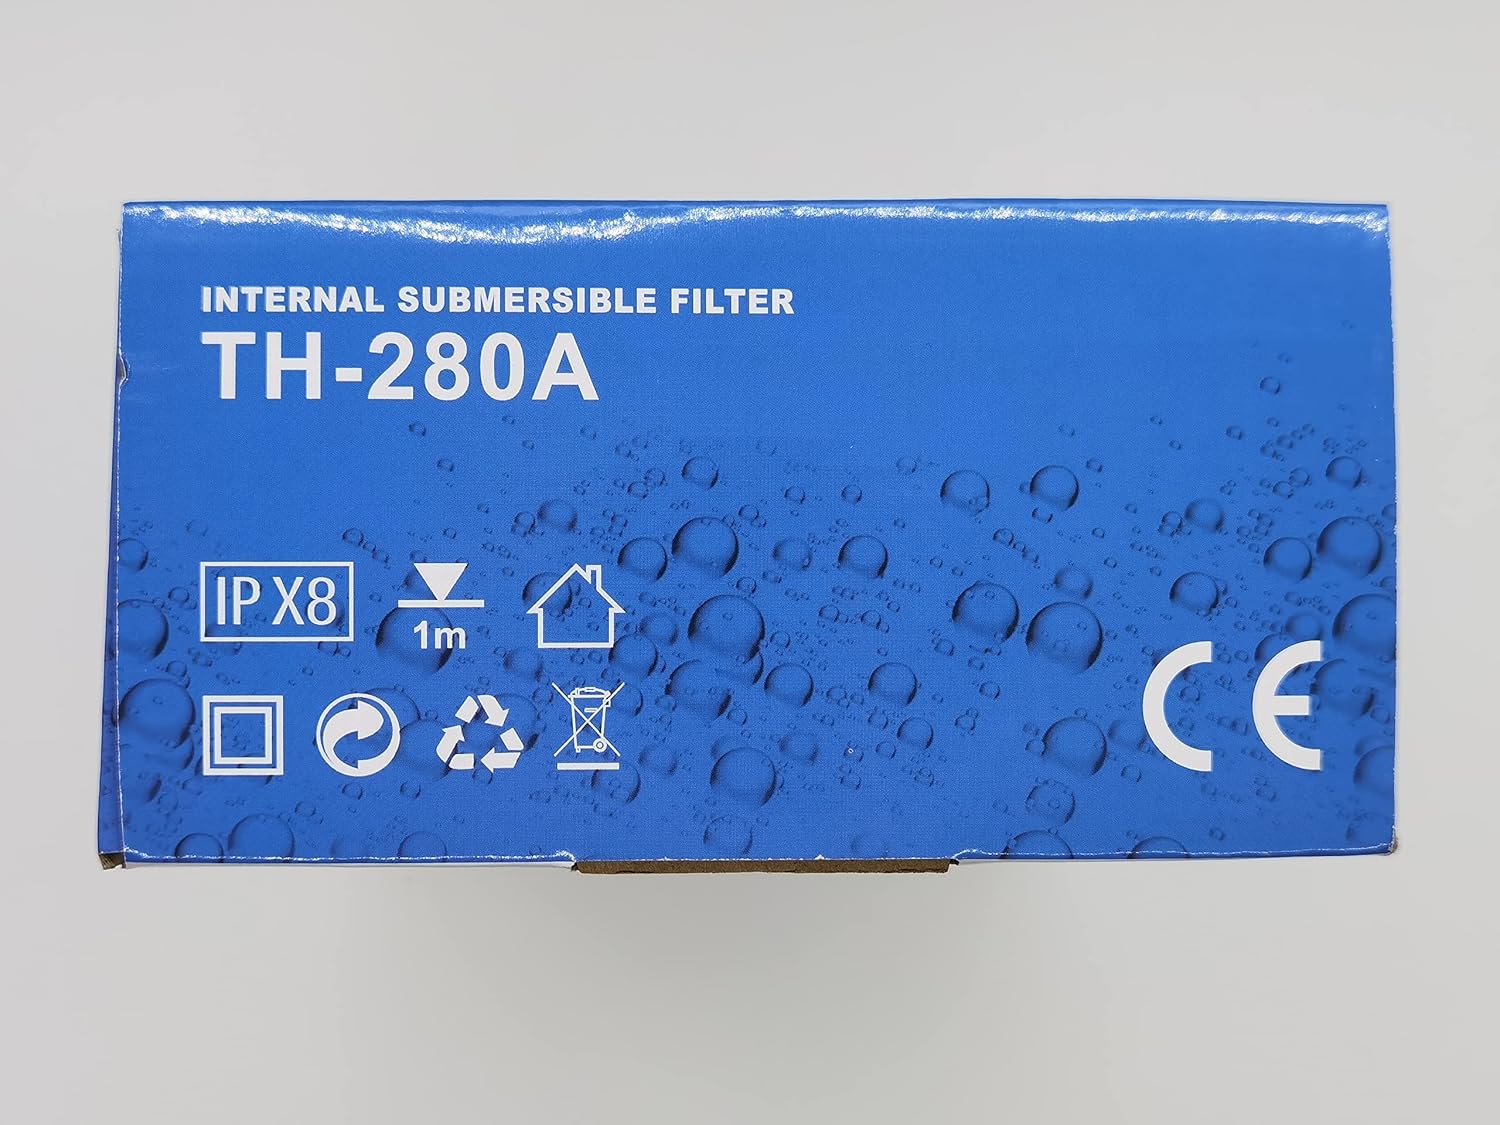 INTERNAL SUBMERSIBLE FILTER
TH-280A
IP X8
1m
CE